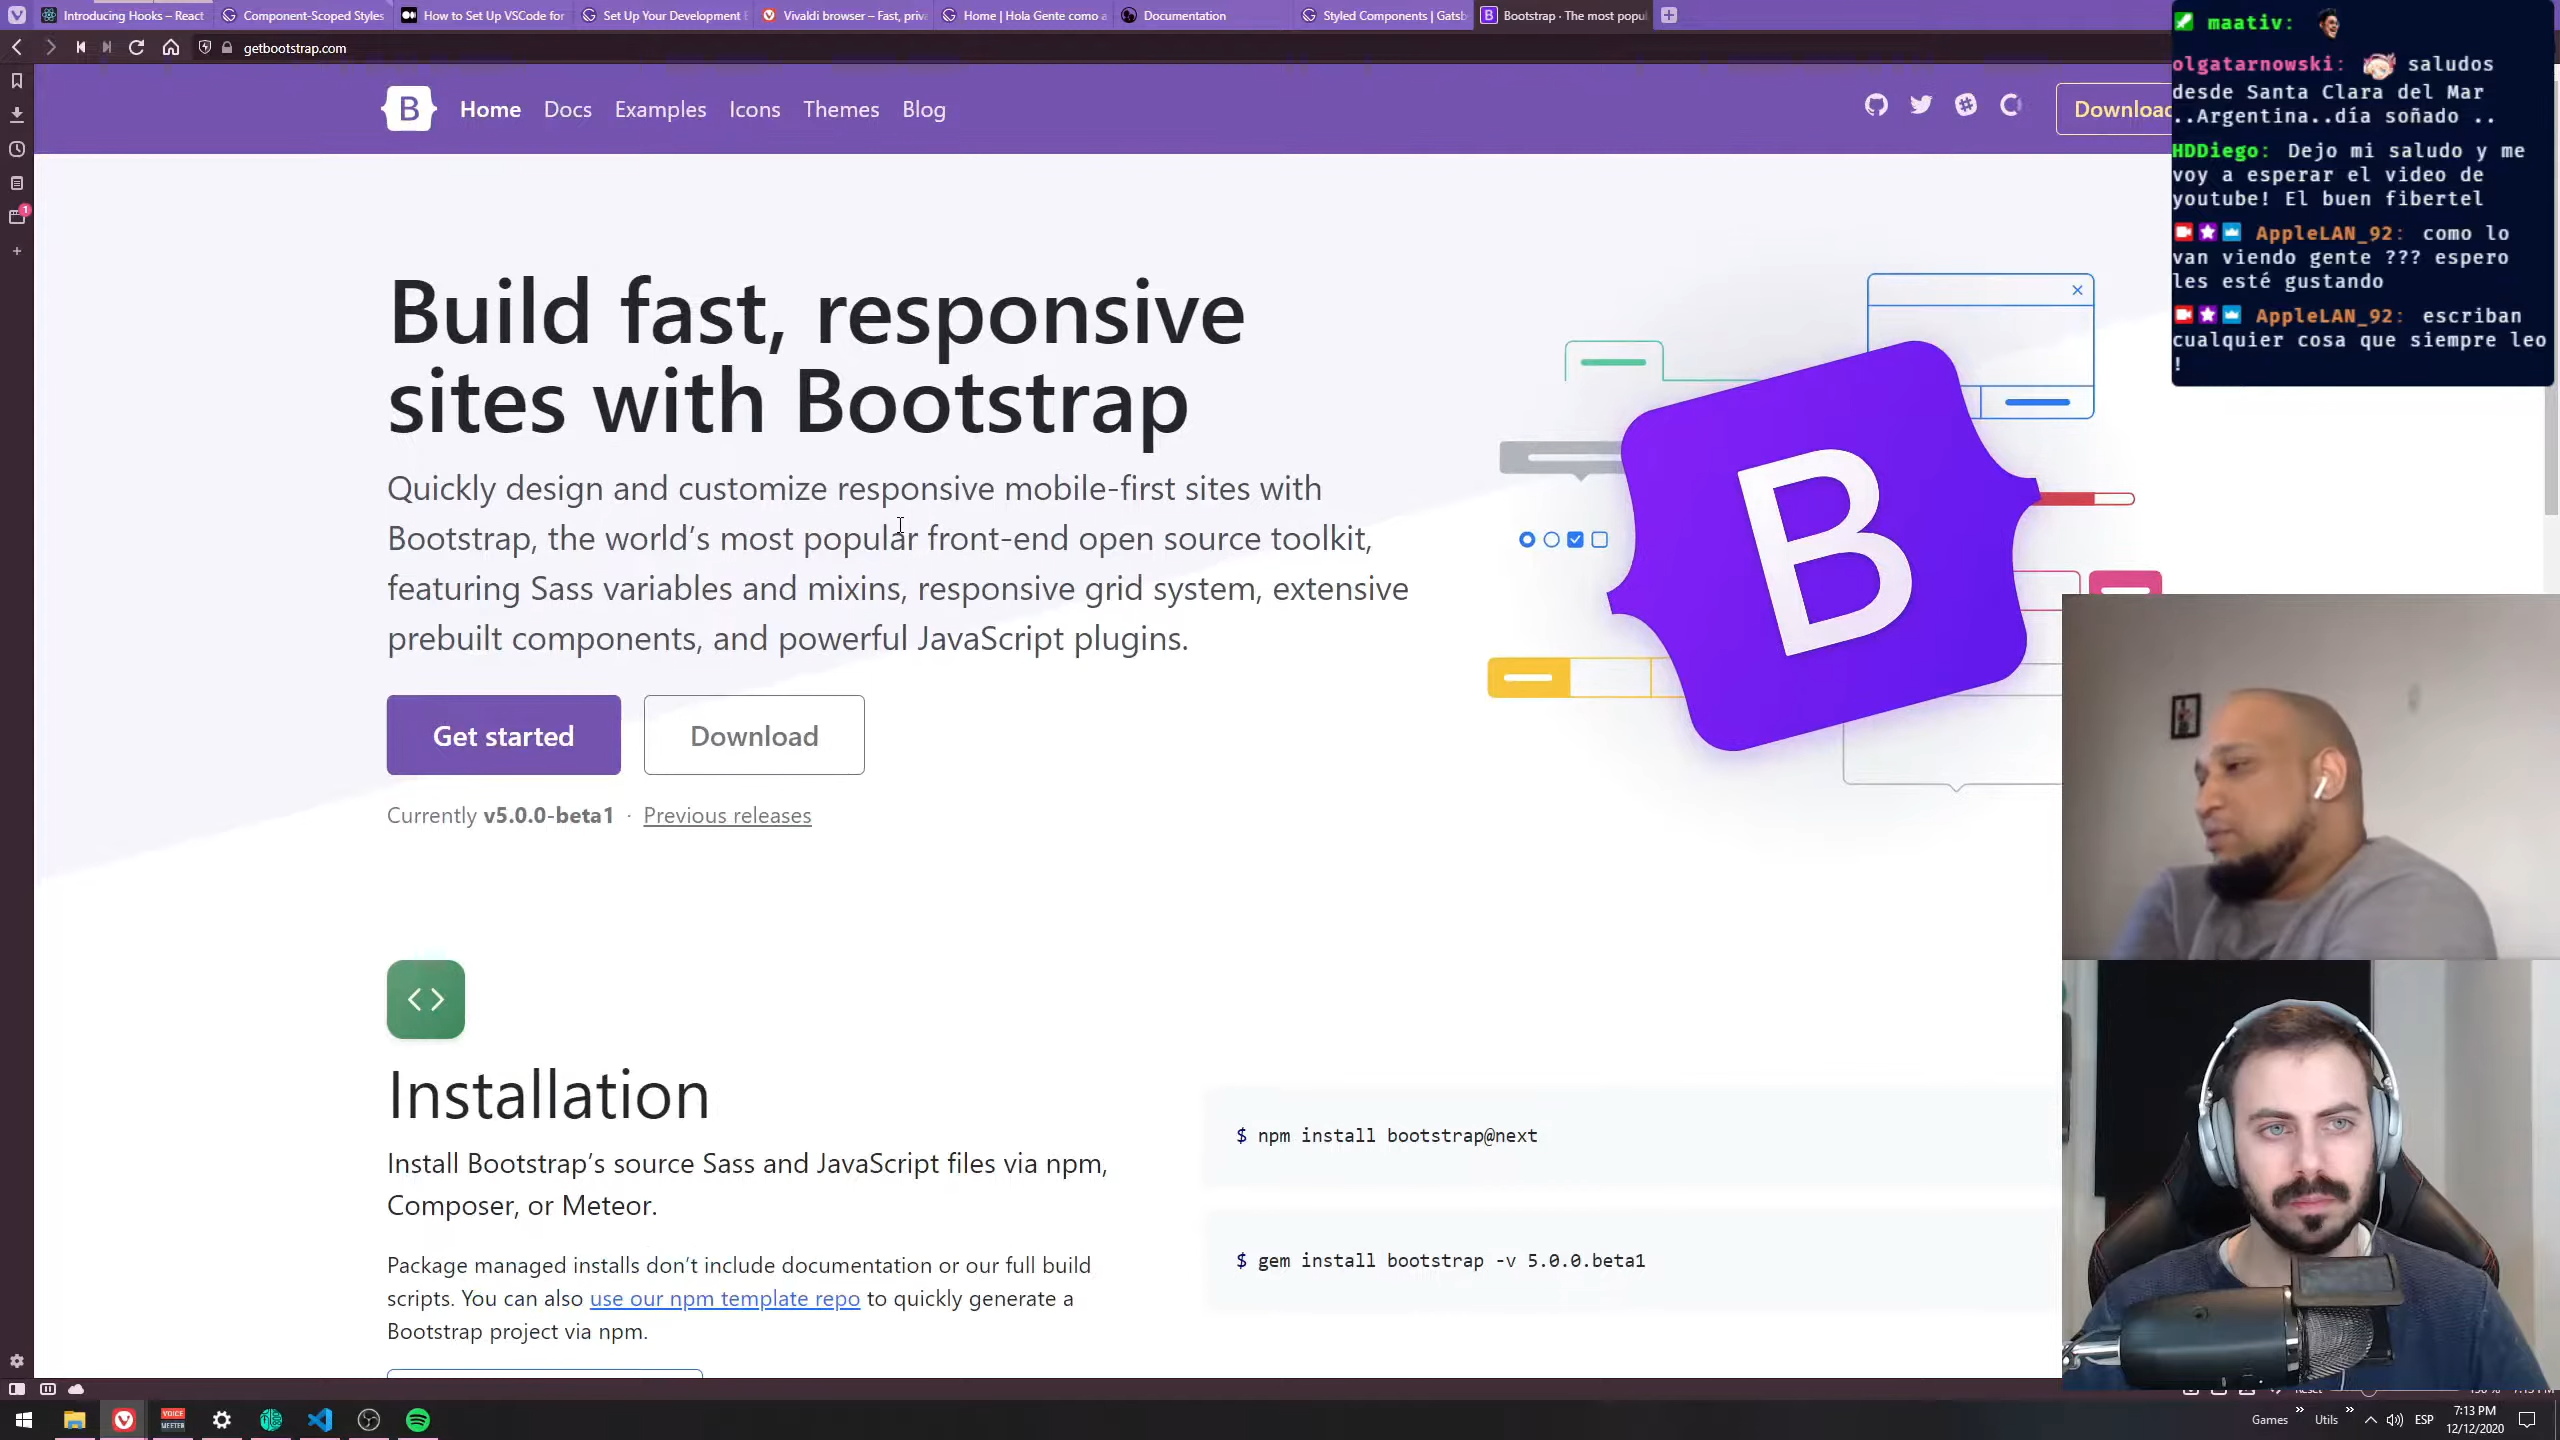 Introducing Hooks – React
Component-Scoped Styles
How to Set Up VSCode for
Set Up Your Development E
Vivaldi browser – Fast, priva
Home | Hola Gente como a
Documentation
Styled Components | Gatsb
Bootstrap · The most popu
getbootstrap.com
B
Home
Docs
Examples
Icons
Themes
Blog
Download
maativ:
olgatarnowski: saludos
desde Santa Clara del Mar
..Argentina..día soñado ..
HDDiego: Dejo mi saludo y me
voy a esperar el video de
youtube! El buen fibertel
AppleLAN_92: como lo
van viendo gente ??? espero
les esté gustando
AppleLAN_92: escriban
cualquier cosa que siempre leo
!
Build fast, responsive
sites with Bootstrap
Quickly design and customize responsive mobile-first sites with
Bootstrap, the world’s most popular front-end open source toolkit,
featuring Sass variables and mixins, responsive grid system, extensive
prebuilt components, and powerful JavaScript plugins.
Get started
Download
Currently v5.0.0-beta1 · Previous releases
B
Installation
Install Bootstrap’s source Sass and JavaScript files via npm,
Composer, or Meteor.
Package managed installs don’t include documentation or our full build
scripts. You can also use our npm template repo to quickly generate a
Bootstrap project via npm.
$ npm install bootstrap@next
$ gem install bootstrap -v 5.0.0.beta1
VOICE
MEETER
Games
Utils
ESP
7:13 PM
12/12/2020